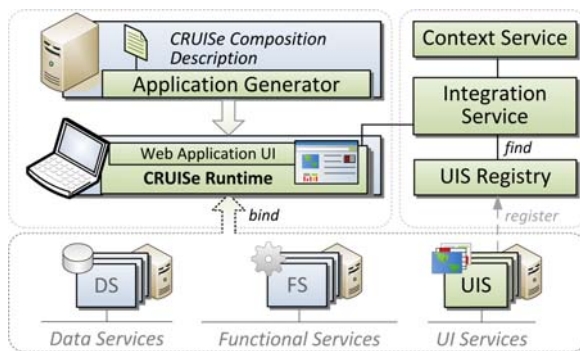 CRUISe Composition
Description
Application Generator
Web Application UI
CRUISe Runtime
bind
Context Service
Integration
Service
find
UIS Registry
register
DS
FS
UIS
Data Services
Functional Services
UI Services